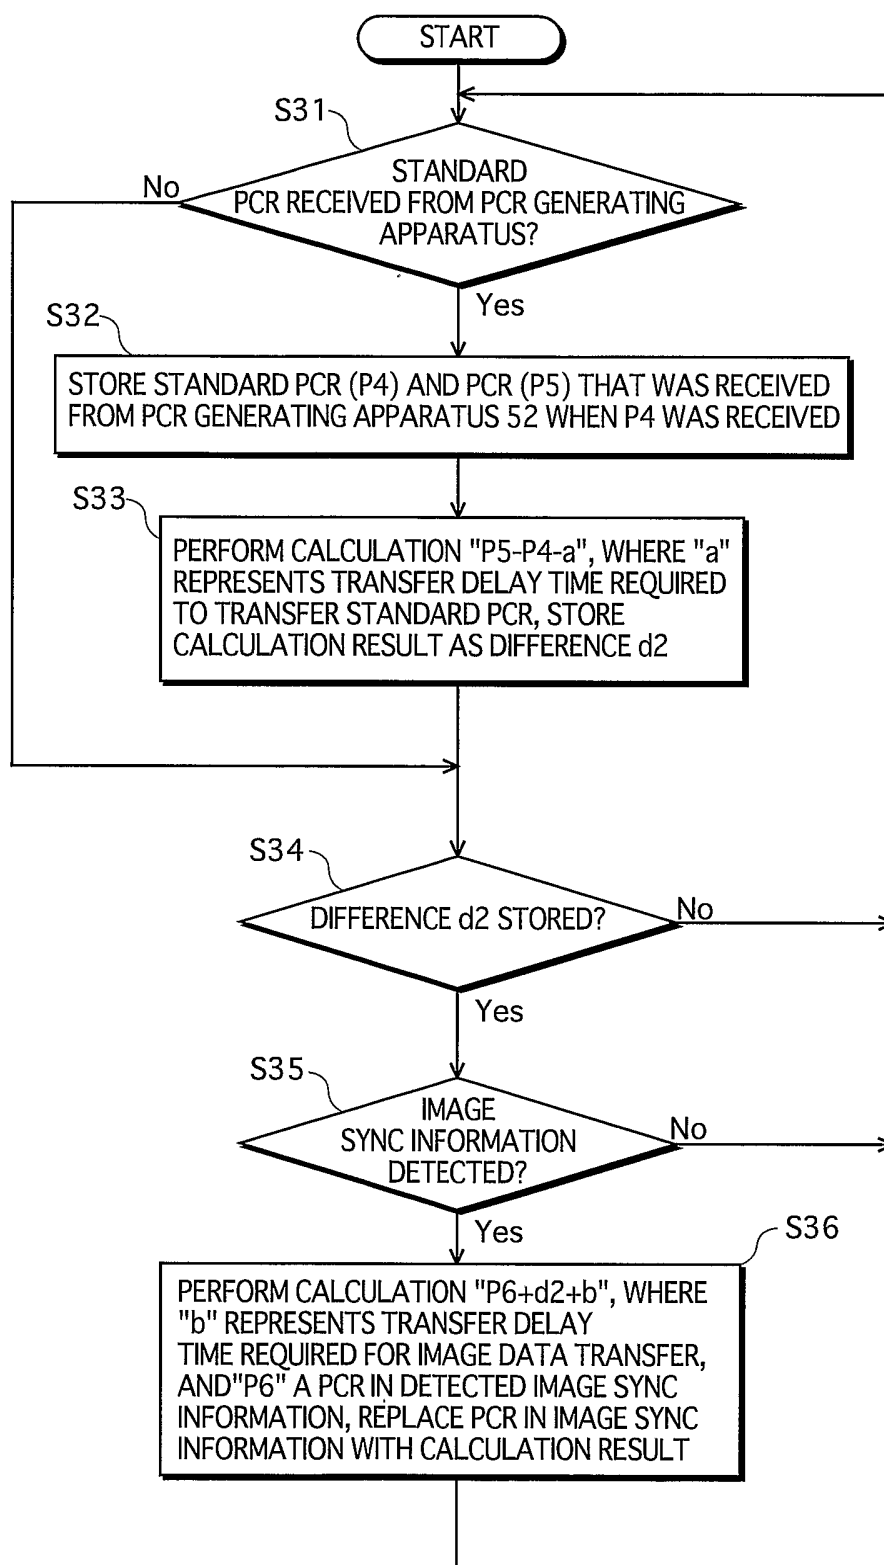 START
S31
STANDARD
PCR RECEIVED FROM PCR GENERATING
APPARATUS?
No
Yes
S32
STORE STANDARD PCR (P4) AND PCR (P5) THAT WAS RECEIVED
FROM PCR GENERATING APPARATUS 52 WHEN P4 WAS RECEIVED
S33
PERFORM CALCULATION "P5-P4-a", WHERE "a"
REPRESENTS TRANSFER DELAY TIME REQUIRED
TO TRANSFER STANDARD PCR, STORE
CALCULATION RESULT AS DIFFERENCE d2
S34
DIFFERENCE d2 STORED?
No
Yes
S35
IMAGE
SYNC INFORMATION
DETECTED?
No
Yes
S36
PERFORM CALCULATION "P6+d2+b", WHERE
"b" REPRESENTS TRANSFER DELAY
TIME REQUIRED FOR IMAGE DATA TRANSFER,
AND"P6" A PCR IN DETECTED IMAGE SYNC
INFORMATION, REPLACE PCR IN IMAGE SYNC
INFORMATION WITH CALCULATION RESULT